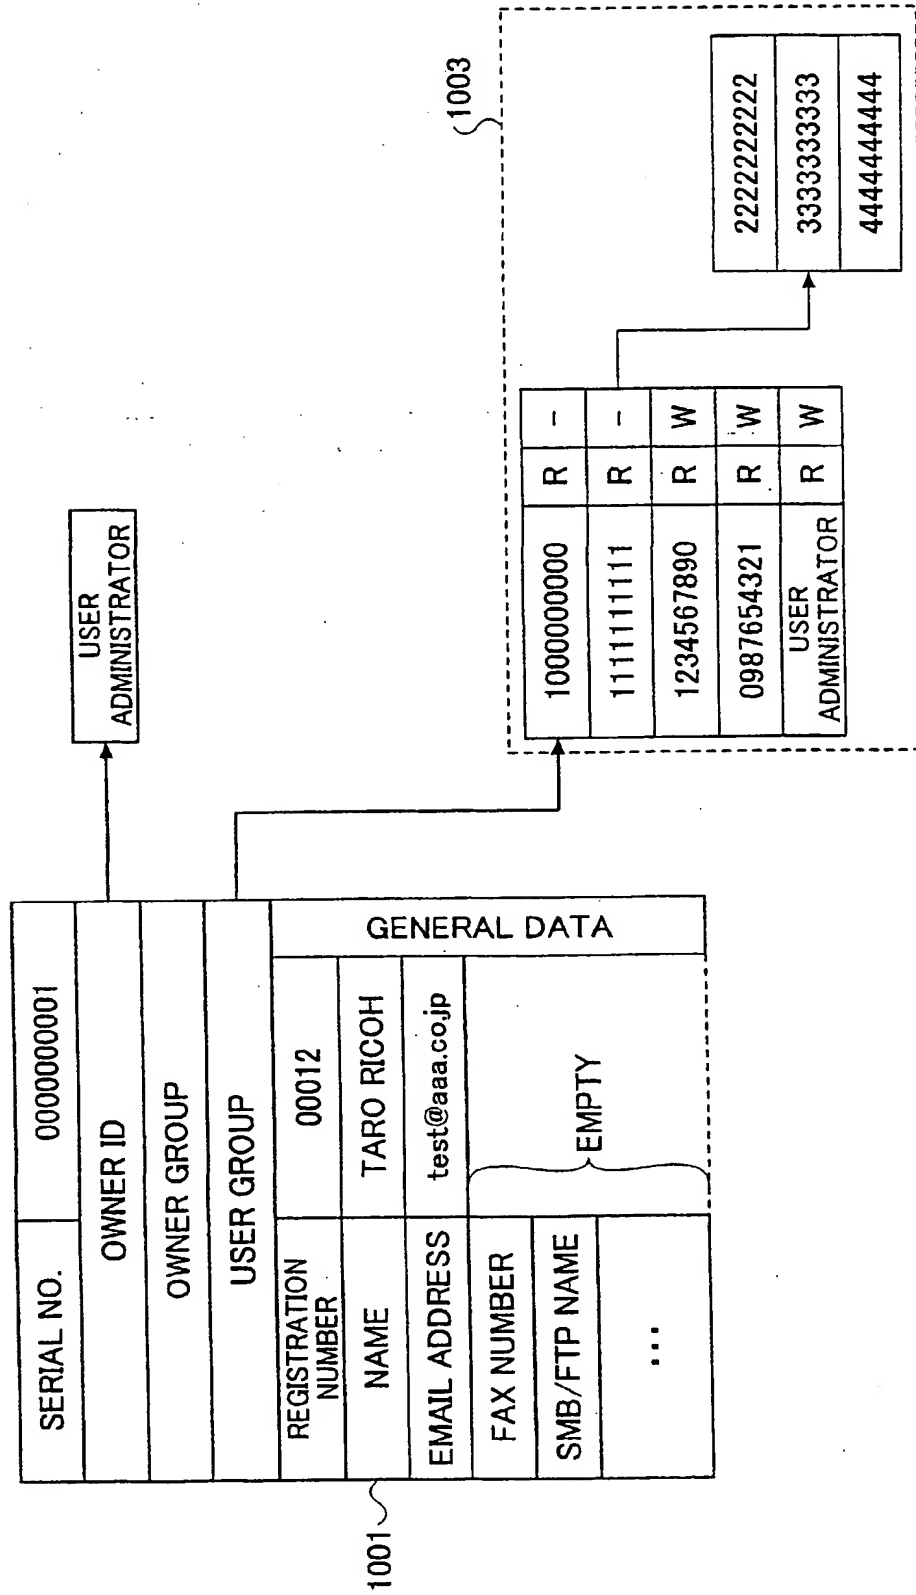 SERIAL NO. 0000000001
OWNER ID
OWNER GROUP
USER GROUP
REGISTRATION
NUMBER
00012
NAME TARO RICOH
EMAIL ADDRESS test@aaa.co.jp
FAX NUMBER
SMB/FTP NAME
...
EMPTY
GENERAL DATA
1001
USER
ADMINISTRATOR
1003
1000000000 R -
1111111111 R -
1234567890 R W
0987654321 R W
USER
ADMINISTRATOR
R W
2222222222
3333333333
4444444444